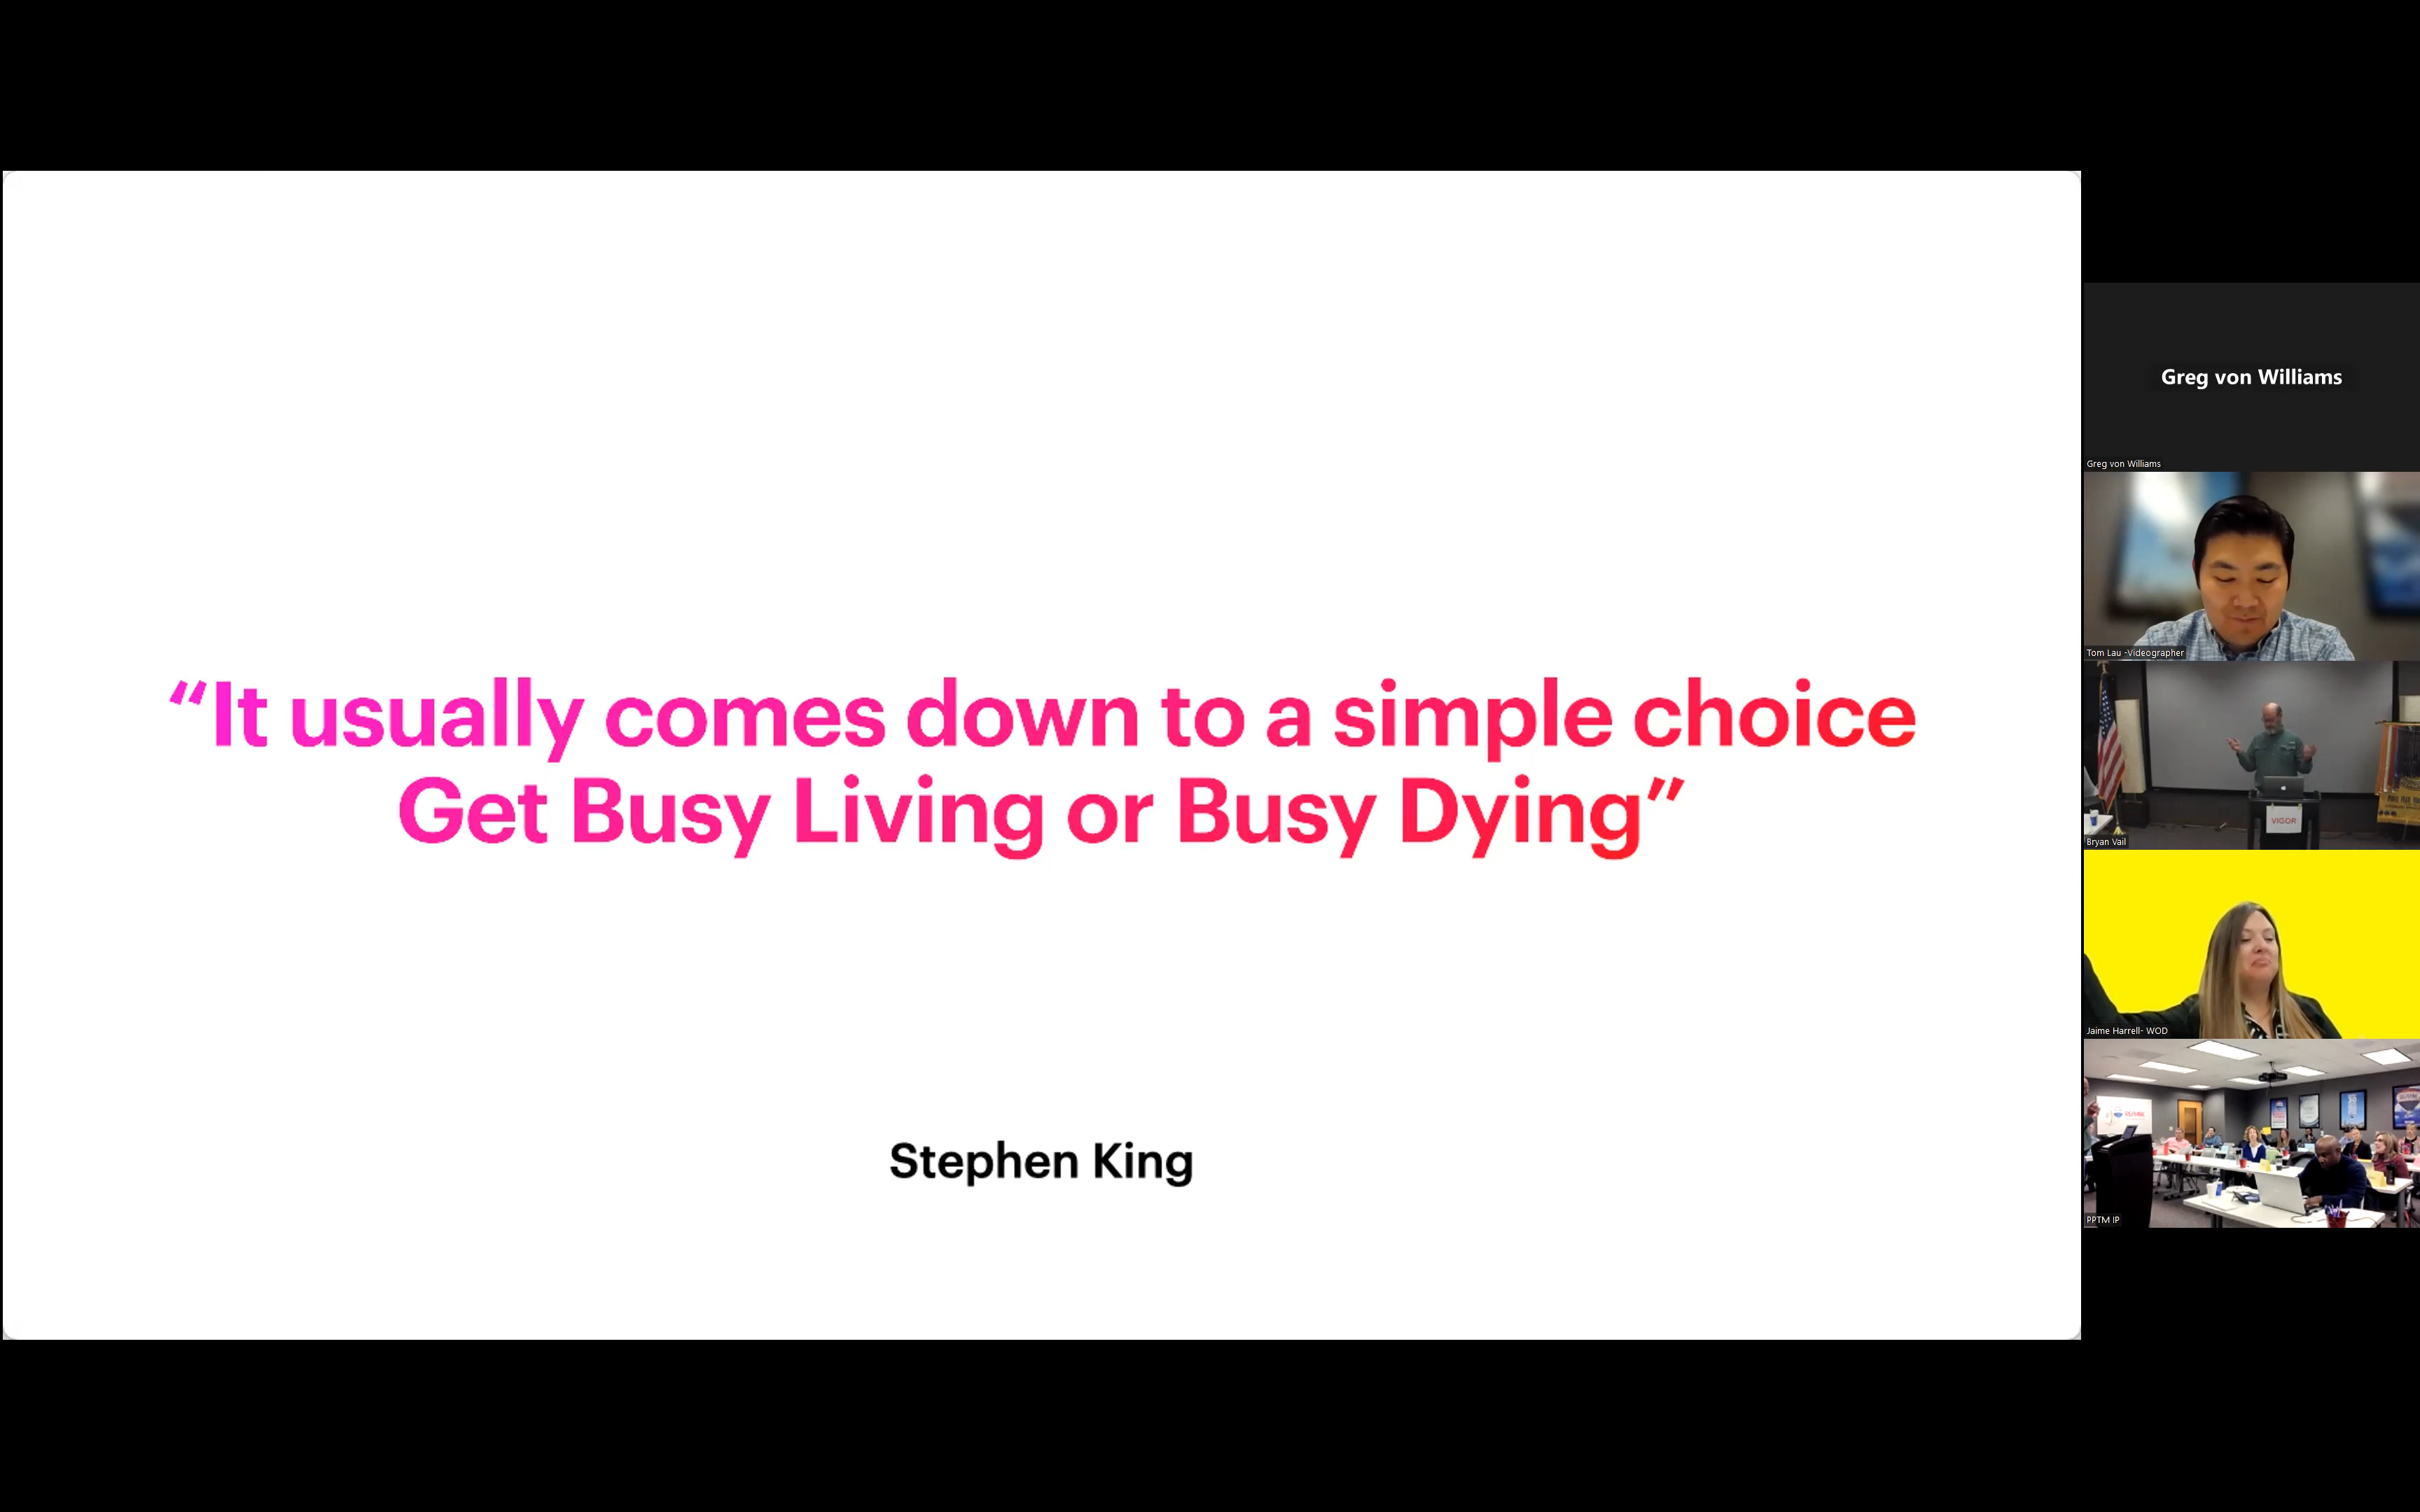 “It usually comes down to a simple choice
Get Busy Living or Busy Dying”
Stephen King
Greg von Williams
Greg von Williams
Tom Lau -Videographer
VIGOR
Bryan Vail
Jaime Harrell- WOD
PPTM IP